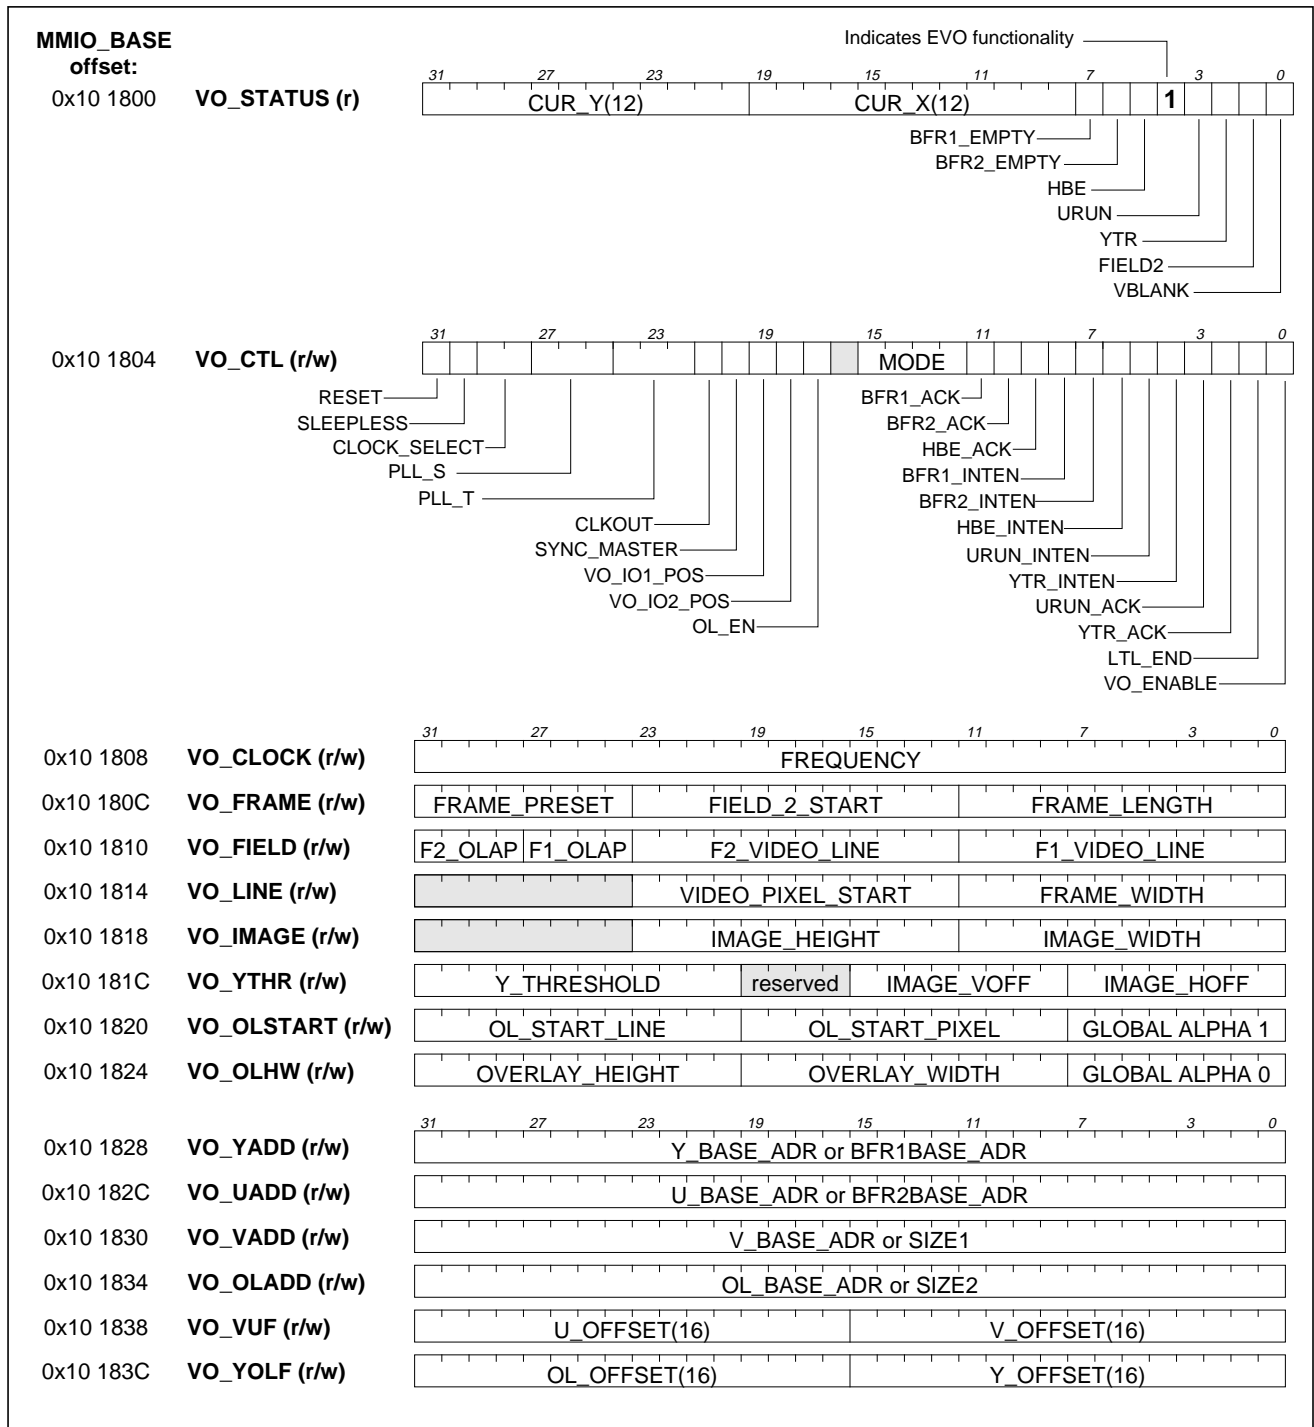 MMIO_BASE
offset:
Indicates EVO functionality
31 27 23 19 15 11 7 3 0
0x10 1800 VO_STATUS (r) CUR_Y(12) CUR_X(12) 1
BFR1_EMPTY
BFR2_EMPTY
HBE
URUN
YTR
FIELD2
VBLANK
31 27 23 19 15 11 7 3 0
0x10 1804 VO_CTL (r/w) MODE
RESET BFR1_ACK
SLEEPLESS BFR2_ACK
CLOCK_SELECT HBE_ACK
PLL_S BFR1_INTEN
PLL_T BFR2_INTEN
CLKOUT HBE_INTEN
SYNC_MASTER URUN_INTEN
VO_IO1_POS YTR_INTEN
VO_IO2_POS URUN_ACK
OL_EN YTR_ACK
LTL_END
VO_ENABLE
31 27 23 19 15 11 7 3 0
0x10 1808 VO_CLOCK (r/w) FREQUENCY
0x10 180C VO_FRAME (r/w) FRAME_PRESET FIELD_2_START FRAME_LENGTH
0x10 1810 VO_FIELD (r/w) F2_OLAP F1_OLAP F2_VIDEO_LINE F1_VIDEO_LINE
0x10 1814 VO_LINE (r/w) VIDEO_PIXEL_START FRAME_WIDTH
0x10 1818 VO_IMAGE (r/w) IMAGE_HEIGHT IMAGE_WIDTH
0x10 181C VO_YTHR (r/w) Y_THRESHOLD reserved IMAGE_VOFF IMAGE_HOFF
0x10 1820 VO_OLSTART (r/w) OL_START_LINE OL_START_PIXEL GLOBAL ALPHA 1
0x10 1824 VO_OLHW (r/w) OVERLAY_HEIGHT OVERLAY_WIDTH GLOBAL ALPHA 0
31 27 23 19 15 11 7 3 0
0x10 1828 VO_YADD (r/w) Y_BASE_ADR or BFR1BASE_ADR
0x10 182C VO_UADD (r/w) U_BASE_ADR or BFR2BASE_ADR
0x10 1830 VO_VADD (r/w) V_BASE_ADR or SIZE1
0x10 1834 VO_OLADD (r/w) OL_BASE_ADR or SIZE2
0x10 1838 VO_VUF (r/w) U_OFFSET(16) V_OFFSET(16)
0x10 183C VO_YOLF (r/w) OL_OFFSET(16) Y_OFFSET(16)